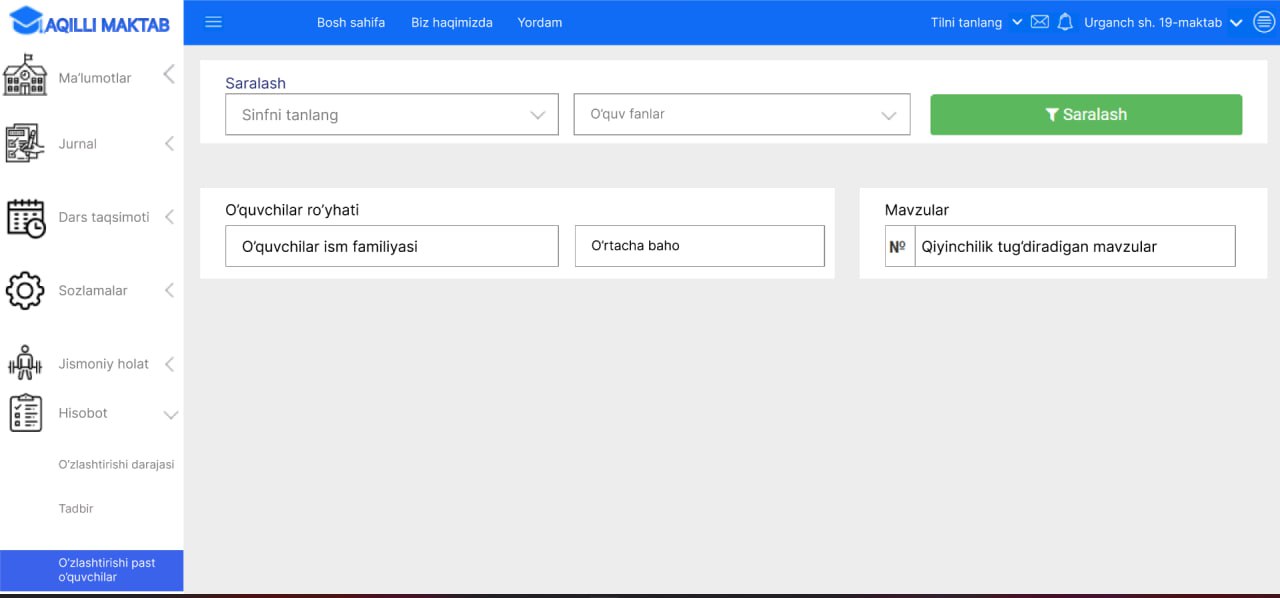 AQILLI MAKTAB
Bosh sahifa
Biz haqimizda
Yordam
Tilni tanlang
Urganch sh. 19-maktab
Ma'lumotlar
Jurnal
Dars taqsimoti
Sozlamalar
Jismoniy holat
Hisobot
O'zlashtirishi darajasi
Tadbir
O'zlashtirishi past
o'quvchilar
Saralash
Sinfni tanlang
O'quv fanlar
Saralash
O'quvchilar ro'yhati
O'quvchilar ism familiyasi
O'rtacha baho
Mavzular
№ Qiyinchilik tug'diradigan mavzular